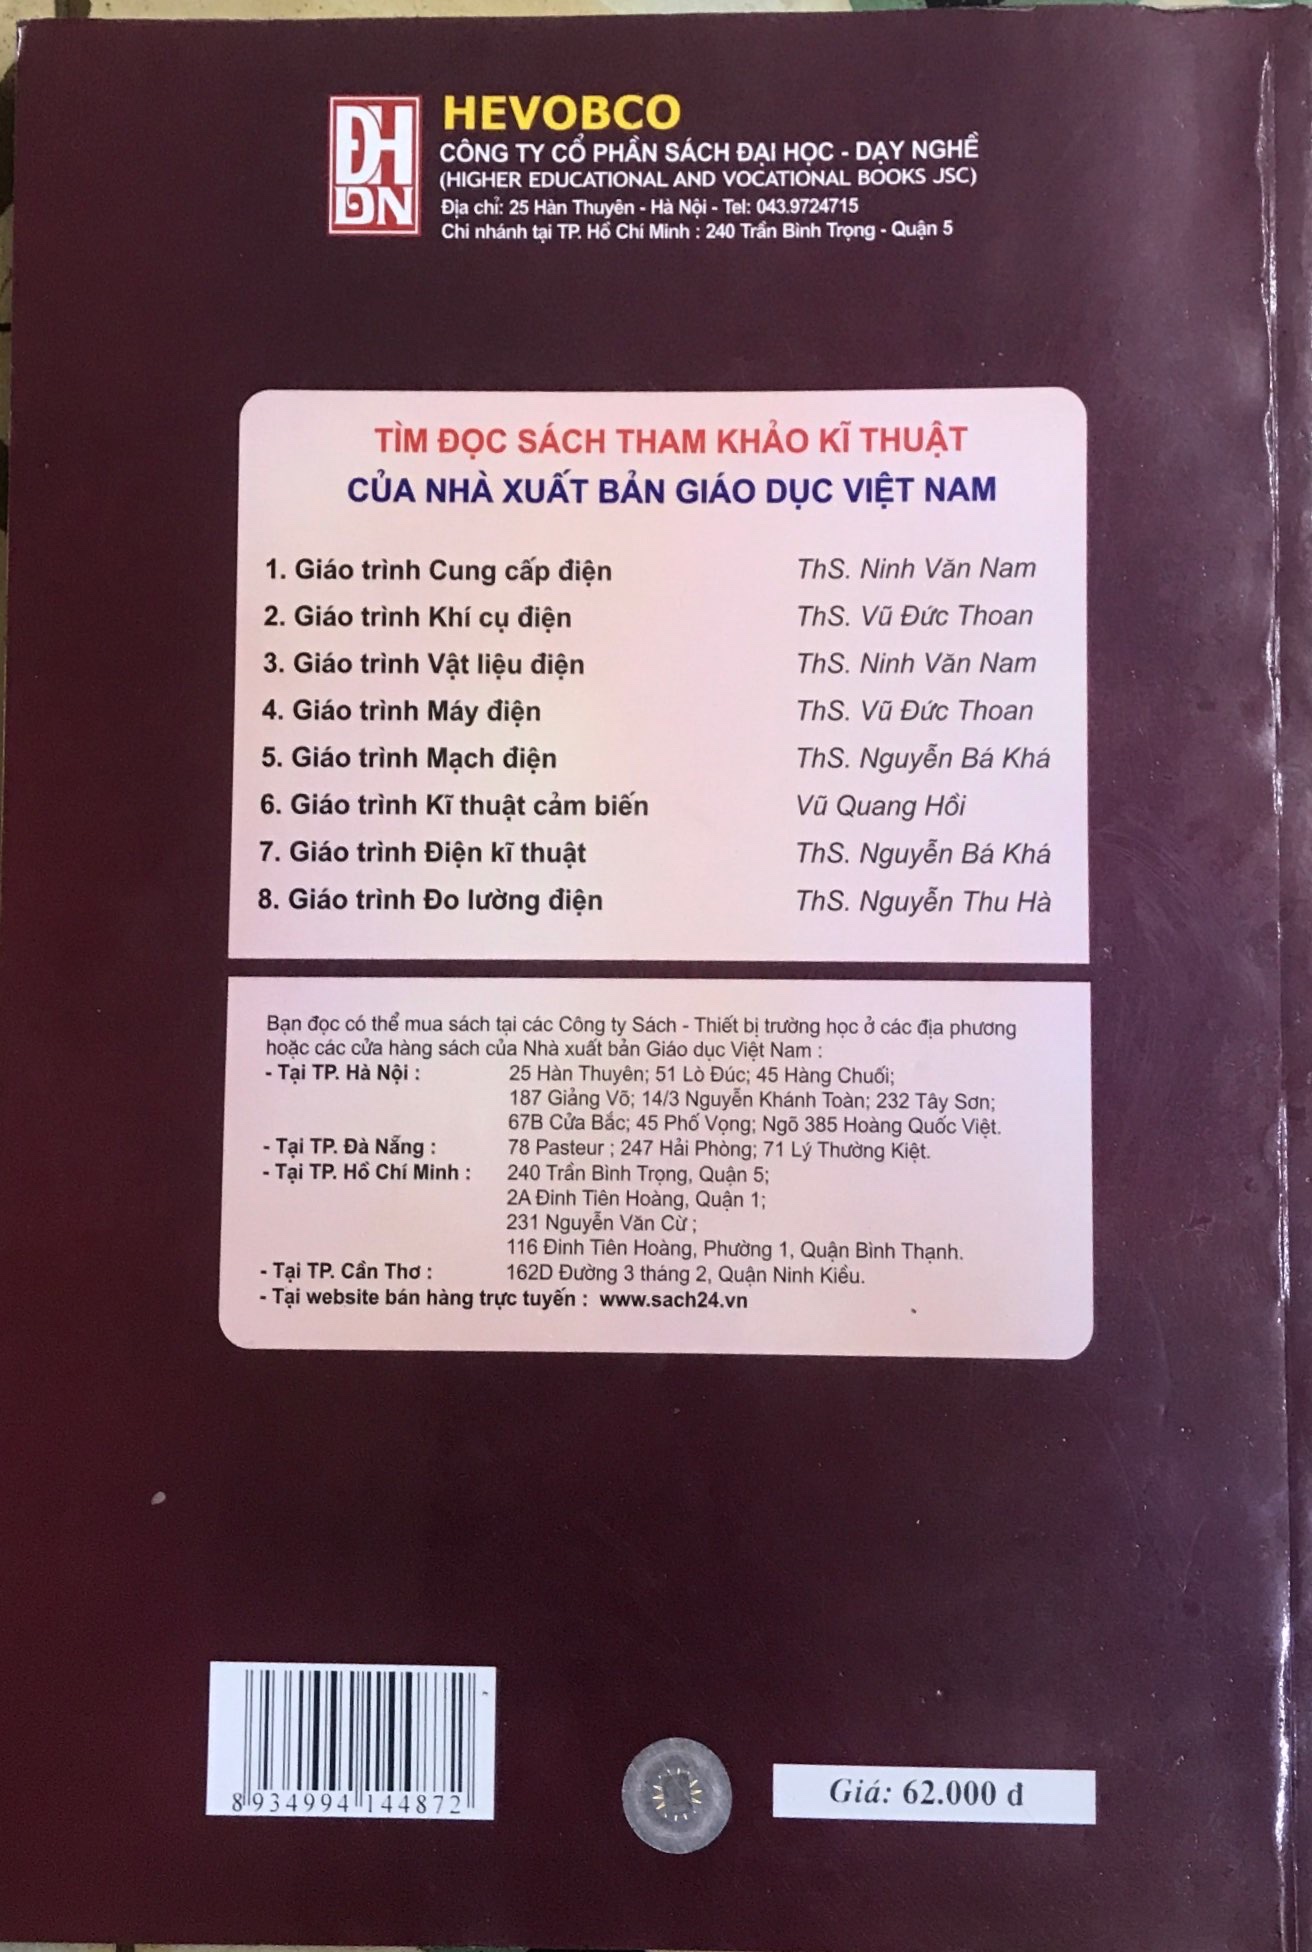 ĐH
DN
HEVOBCO
CÔNG TY CỔ PHẦN SÁCH ĐẠI HỌC - DẠY NGHỀ
(HIGHER EDUCATIONAL AND VOCATIONAL BOOKS JSC)
Địa chỉ: 25 Hàn Thuyên - Hà Nội - Tel: 043.9724715
Chi nhánh tại TP. Hồ Chí Minh : 240 Trần Bình Trọng - Quận 5
TÌM ĐỌC SÁCH THAM KHẢO KĨ THUẬT
CỦA NHÀ XUẤT BẢN GIÁO DỤC VIỆT NAM
1. Giáo trình Cung cấp điện ThS. Ninh Văn Nam
2. Giáo trình Khí cụ điện ThS. Vũ Đức Thoan
3. Giáo trình Vật liệu điện ThS. Ninh Văn Nam
4. Giáo trình Máy điện ThS. Vũ Đức Thoan
5. Giáo trình Mạch điện ThS. Nguyễn Bá Khá
6. Giáo trình Kĩ thuật cảm biến Vũ Quang Hồi
7. Giáo trình Điện kĩ thuật ThS. Nguyễn Bá Khá
8. Giáo trình Đo lường điện ThS. Nguyễn Thu Hà
Bạn đọc có thể mua sách tại các Công ty Sách - Thiết bị trường học ở các địa phương
hoặc các cửa hàng sách của Nhà xuất bản Giáo dục Việt Nam :
- Tại TP. Hà Nội : 25 Hàn Thuyên; 51 Lò Đúc; 45 Hàng Chuối;
187 Giảng Võ; 14/3 Nguyễn Khánh Toàn; 232 Tây Sơn;
67B Cửa Bắc; 45 Phố Vọng; Ngõ 385 Hoàng Quốc Việt.
- Tại TP. Đà Nẵng : 78 Pasteur ; 247 Hải Phòng; 71 Lý Thường Kiệt.
- Tại TP. Hồ Chí Minh : 240 Trần Bình Trọng, Quận 5;
2A Đinh Tiên Hoàng, Quận 1;
231 Nguyễn Văn Cừ ;
116 Đinh Tiên Hoàng, Phường 1, Quận Bình Thạnh.
- Tại TP. Cần Thơ : 162D Đường 3 tháng 2, Quận Ninh Kiều.
- Tại website bán hàng trực tuyến : www.sach24.vn
8 934994 144872
Giá: 62.000 đ